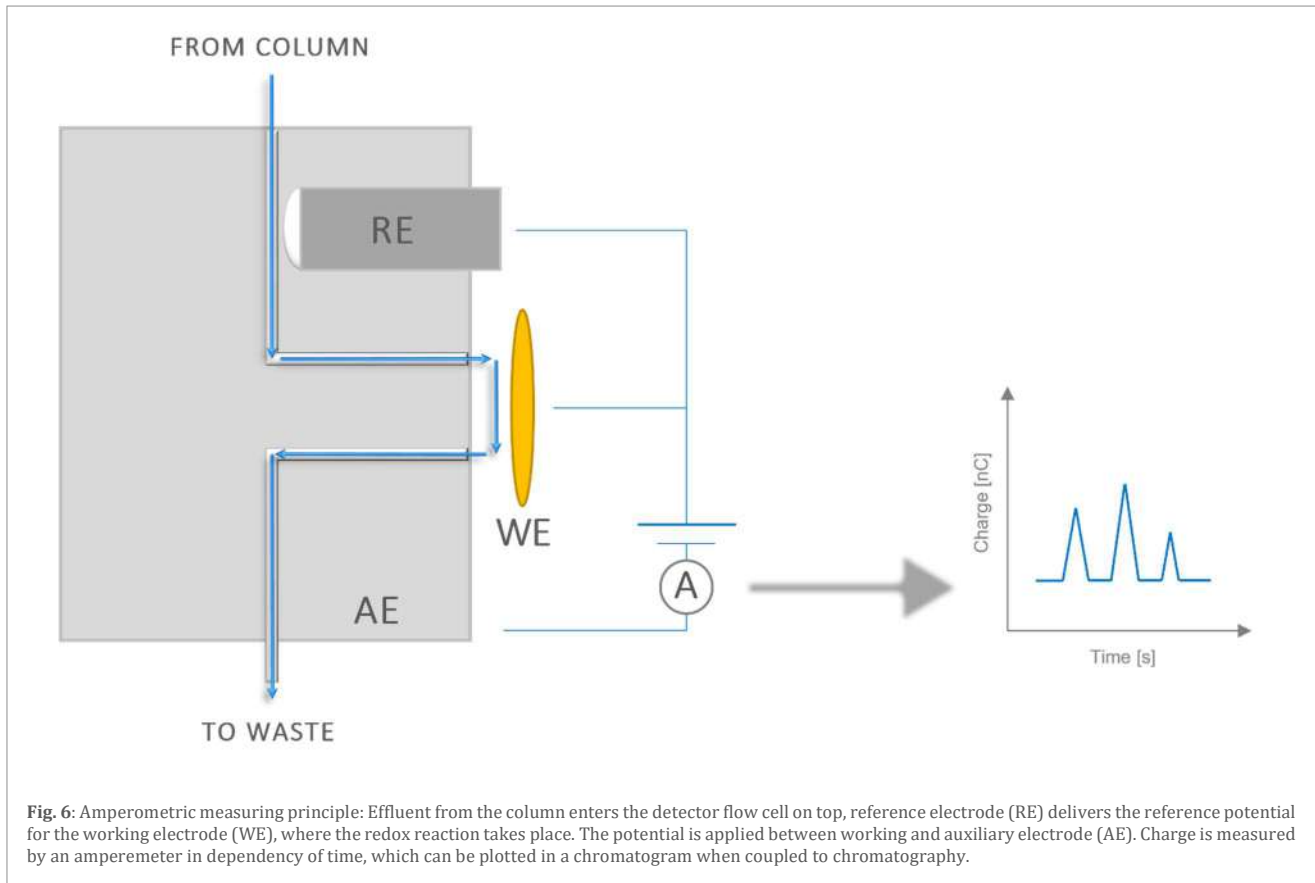 FROM COLUMN
RE
WE
AE
A
TO WASTE
Charge [nC]
Time [s]
Fig. 6: Amperometric measuring principle: Effluent from the column enters the detector flow cell on top, reference electrode (RE) delivers the reference potential
for the working electrode (WE), where the redox reaction takes place. The potential is applied between working and auxiliary electrode (AE). Charge is measured
by an amperemeter in dependency of time, which can be plotted in a chromatogram when coupled to chromatography.